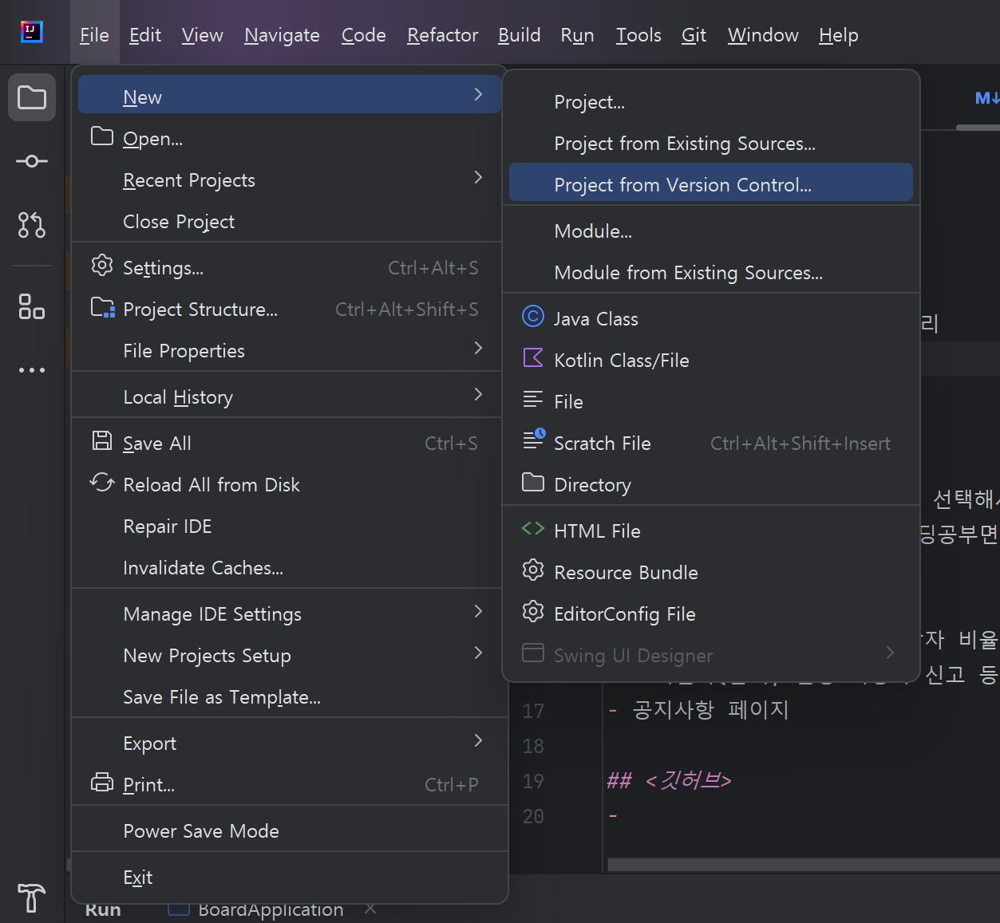 IJ
File Edit View Navigate Code Refactor Build Run Tools Git Window Help
New
Open...
Recent Projects
Close Project
Settings... Ctrl+Alt+S
Project Structure... Ctrl+Alt+Shift+S
File Properties
Local History
Save All Ctrl+S
Reload All from Disk
Repair IDE
Invalidate Caches...
Manage IDE Settings
New Projects Setup
Save File as Template...
Export
Print... Ctrl+P
Power Save Mode
Exit
Project...
Project from Existing Sources...
Project from Version Control...
Module...
Module from Existing Sources...
Java Class
Kotlin Class/File
File
Scratch File Ctrl+Alt+Shift+Insert
Directory
HTML File
Resource Bundle
EditorConfig File
Swing UI Designer
M↓
리
선택해
딩공부면
자 비율
신고 등
17 - 공지사항 페이지
18
19 ## <깃허브>
20 -
Run BoardApplication ×